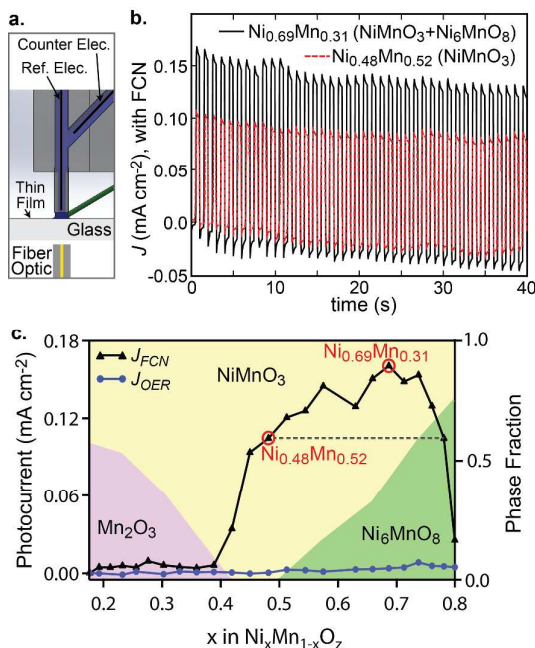 a.
Counter Elec.
Ref. Elec.
Thin
Film
Glass
Fiber
Optic
b.
Ni0.69Mn0.31 (NiMnO3+Ni6MnO8)
Ni0.48Mn0.52 (NiMnO3)
J (mA cm-2), with FCN
0.15
0.10
0.05
0.0
-0.05
0 10 20 30 40
time (s)
c.
JFCN
JOER
NiMnO3
Ni0.69Mn0.31
Ni0.48Mn0.52
Mn2O3
Ni6MnO8
Photocurrent (mA cm-2)
0.18
0.12
0.06
0.00
Phase Fraction
1.0
0.5
0.0
0.2 0.3 0.4 0.5 0.6 0.7 0.8
x in NixMn1-xOz